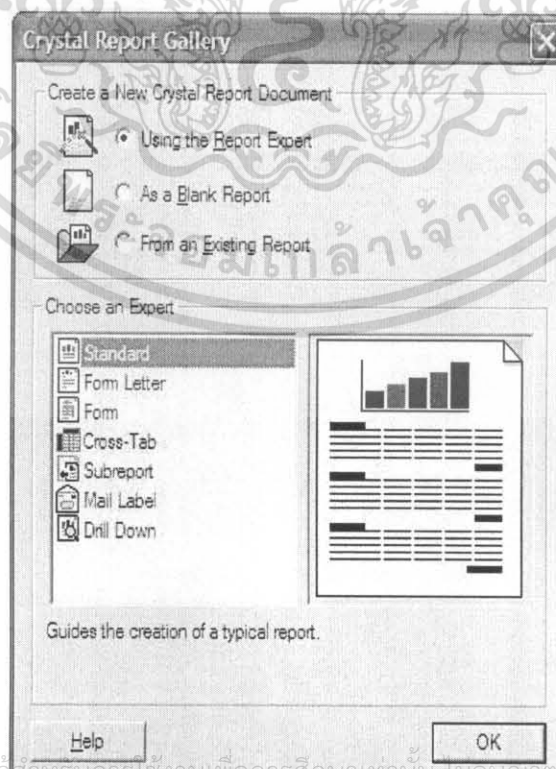 Crystal Report Gallery
Create a New Crystal Report Document
Using the Report Expert
As a Blank Report
From an Existing Report
Choose an Expert
Standard
Form Letter
Form
Cross-Tab
Subreport
Mail Label
Drill Down
Guides the creation of a typical report.
Help
OK